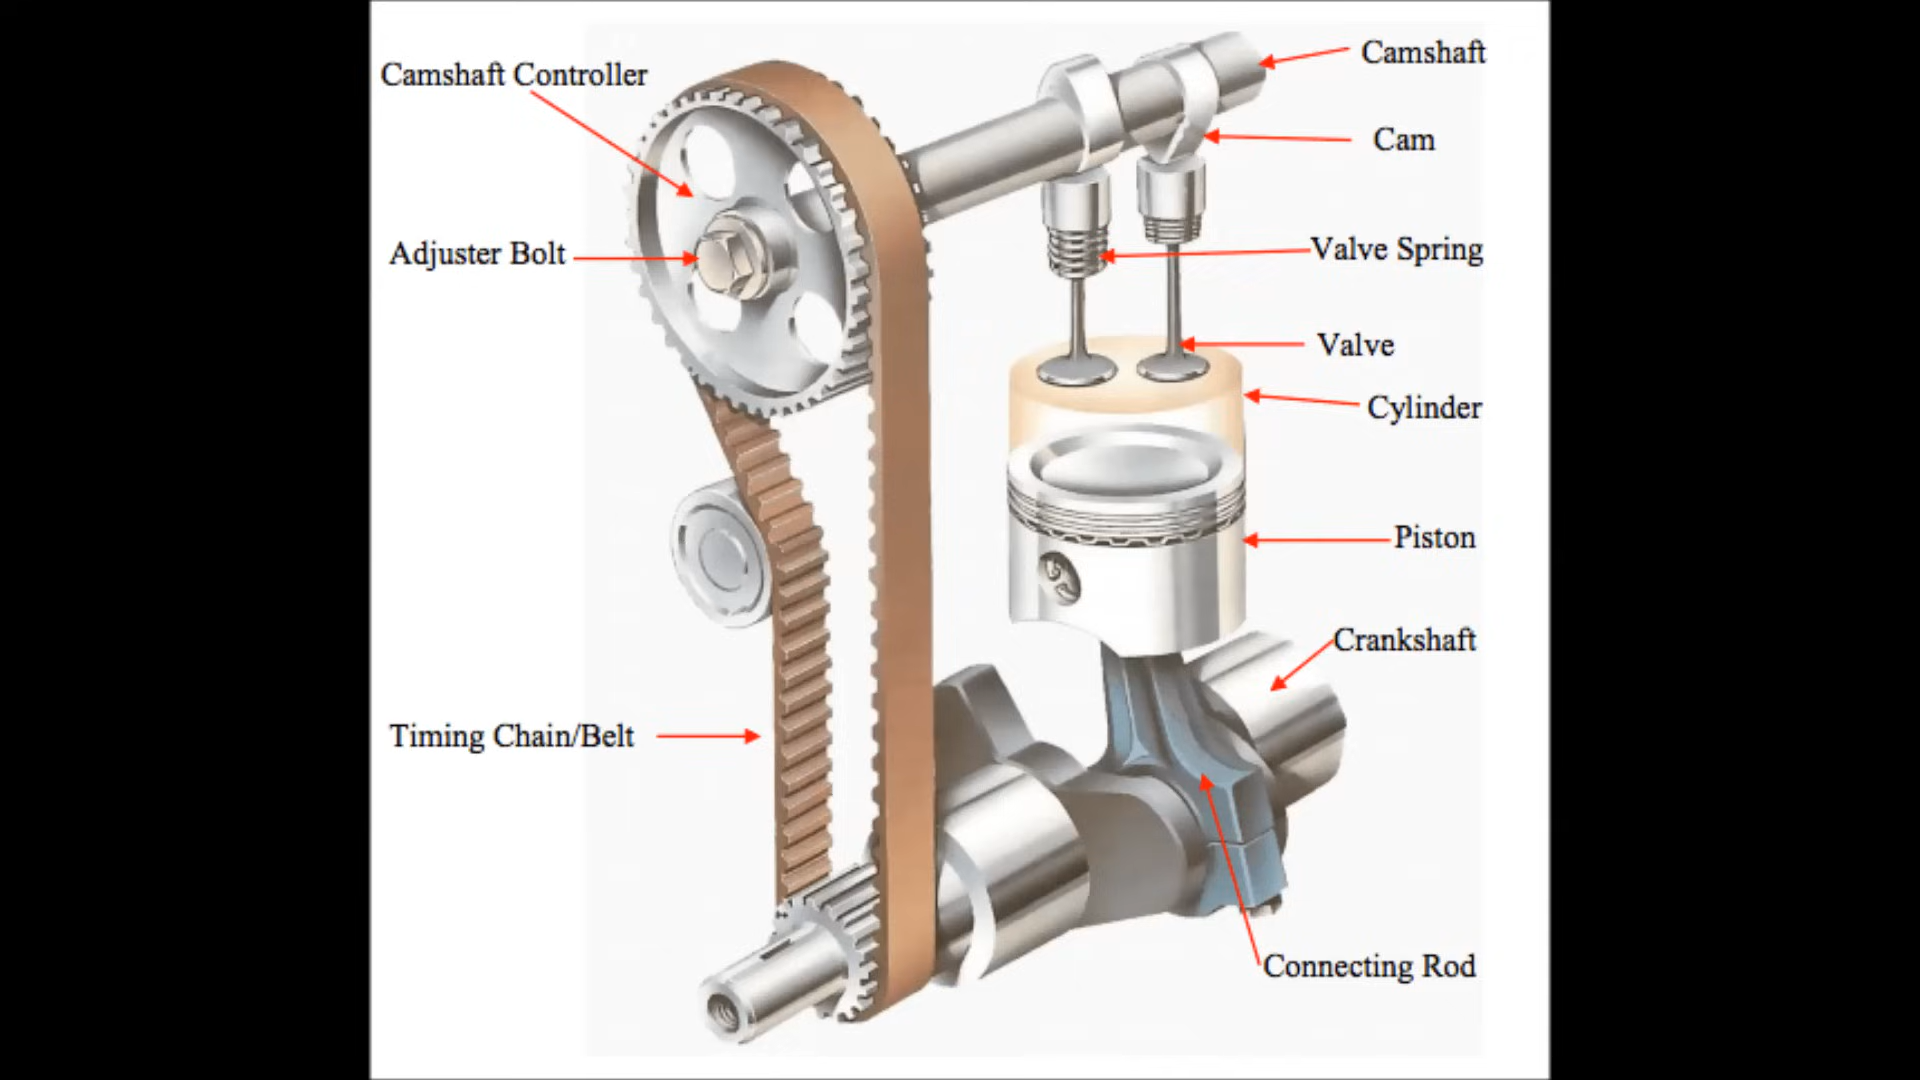 Camshaft
Camshaft Controller
Cam
Valve Spring
Adjuster Bolt
Valve
Cylinder
Piston
Crankshaft
Timing Chain/Belt
Connecting Rod